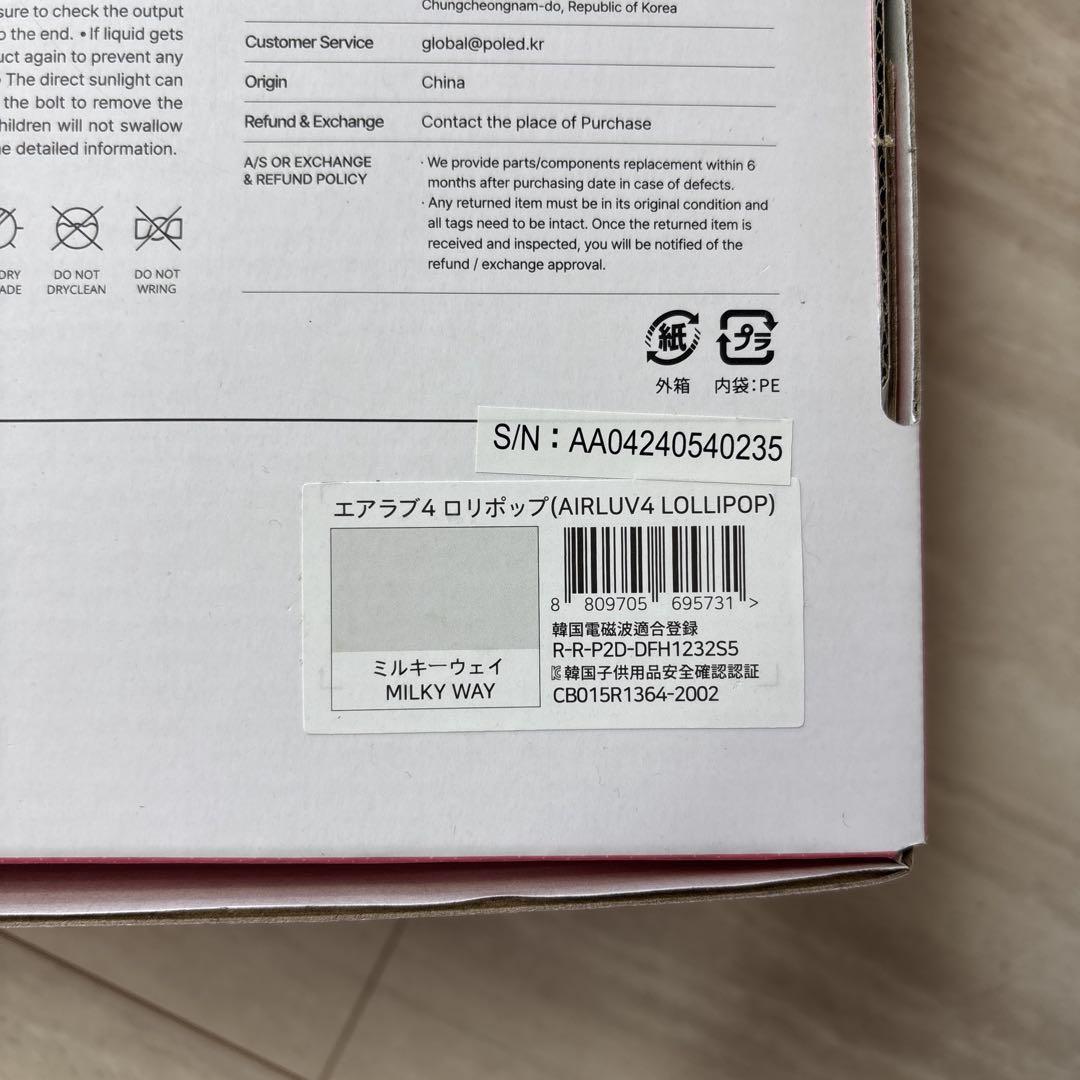 sure to check the output
o the end. • If liquid gets
uct again to prevent any
The direct sunlight can
the bolt to remove the
hildren will not swallow
e detailed information.
DRY
ADE
DO NOT
DRYCLEAN
DO NOT
WRING
Chungcheongnam-do, Republic of Korea
Customer Service global@poled.kr
Origin China
Refund & Exchange Contact the place of Purchase
A/S OR EXCHANGE
& REFUND POLICY
· We provide parts/components replacement within 6
months after purchasing date in case of defects.
· Any returned item must be in its original condition and
all tags need to be intact. Once the returned item is
received and inspected, you will be notified of the
refund / exchange approval.
紙 プラ
外箱 内袋:PE
S/N : AA04240540235
エアラブ4 ロリポップ(AIRLUV4 LOLLIPOP)
8 809705 695731 >
ミルキーウェイ
MILKY WAY
韓国電磁波適合登録
R-R-P2D-DFH1232S5
韓国子供用品安全確認認証
CB015R1364-2002